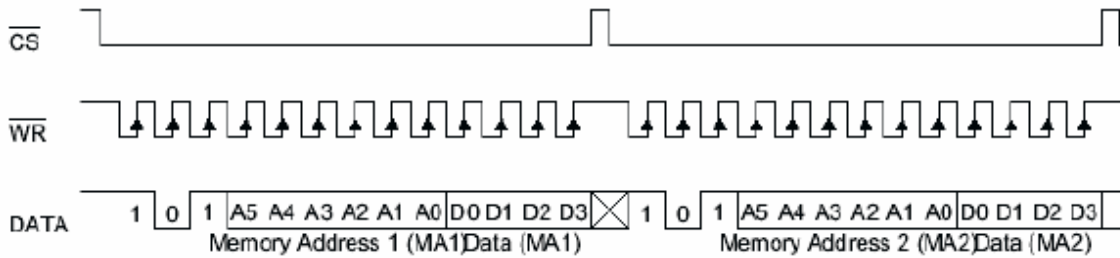 CS
WR
DATA 1 0 1 A5 A4 A3 A2 A1 A0 D0 D1 D2 D3 1 0 1 A5 A4 A3 A2 A1 A0 D0 D1 D2 D3
Memory Address 1 (MA1)Data (MA1) Memory Address 2 (MA2)Data (MA2)